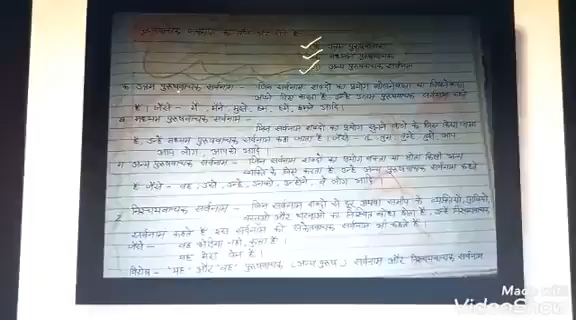 पुरुषवाचक सर्वनाम के तीन भेद होते हैं
उत्तम पुरुषवाचक
मध्यम पुरुषवाचक
अन्य पुरुषवाचक सर्वनाम
क उत्तम पुरुषवाचक सर्वनाम - जिन सर्वनाम शब्दों का प्रयोग बोलनेवाला या लिखनेवाला
अपने लिए करता है, उन्हें उत्तम पुरुषवाचक सर्वनाम कहते
हैं। जैसे - मैं, मैंने, मुझे, हम, हमें, हमने आदि।
ख मध्यम पुरुषवाचक सर्वनाम -
जिन सर्वनाम शब्दों का प्रयोग सुनने वाले के लिए किया जाता
है, उन्हें मध्यम पुरुषवाचक सर्वनाम कहा जाता है। जैसे - तुम, तुम्हें, आप
आप लोग, आपको आदि।
ग अन्य पुरुषवाचक सर्वनाम - जिन सर्वनाम शब्दों का प्रयोग वक्ता या श्रोता किसी अन्य
व्यक्ति के लिए करता है, उन्हें अन्य पुरुषवाचक सर्वनाम कहते
हैं जैसे - वह, उसे, उन्हें, उनको, उन्होंने, वे लोग आदि।
2 निश्चयवाचक सर्वनाम - जिन सर्वनाम शब्दों से दूर अथवा समीप के व्यक्तियों, प्राणियों,
वस्तुओं और घटनाओं का निश्चित बोध होता है, उन्हें निश्चयवाचक
सर्वनाम कहते हैं इस सर्वनाम को संकेतवाचक सर्वनाम भी कहते हैं।
जैसे - वह नहीं, कुत्ता है।
यह मेरा पेन है।
विशेष - 'यह' और 'वह' पुरुषवाचक (अन्य पुरुष) सर्वनाम और निश्चयवाचक सर्वनाम
Made with
VideoShow